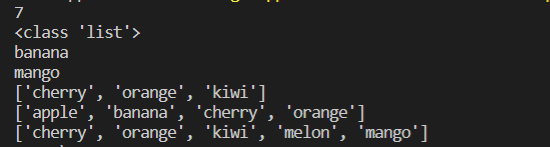 7
<class 'list'>
banana
mango
['cherry', 'orange', 'kiwi']
['apple', 'banana', 'cherry', 'orange']
['cherry', 'orange', 'kiwi', 'melon', 'mango']